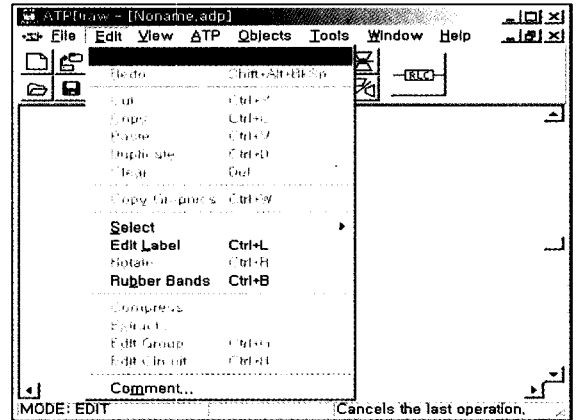 ATPDraw - [Noname.adp]
File Edit View ATP Objects Tools Window Help
Redo Shift+Alt+BkSp
RLC
Cut
Copy Ctrl+C
Paste Ctrl+V
Duplicate Ctrl+D
Clear Del
Copy Graphics Ctrl+W
Select
Edit Label Ctrl+L
Rotate Ctrl+R
Rubber Bands Ctrl+B
Compress
Extract
Edit Group Ctrl+G
Edit Circuit Ctrl+H
Comment...
MODE: EDIT Cancels the last operation.